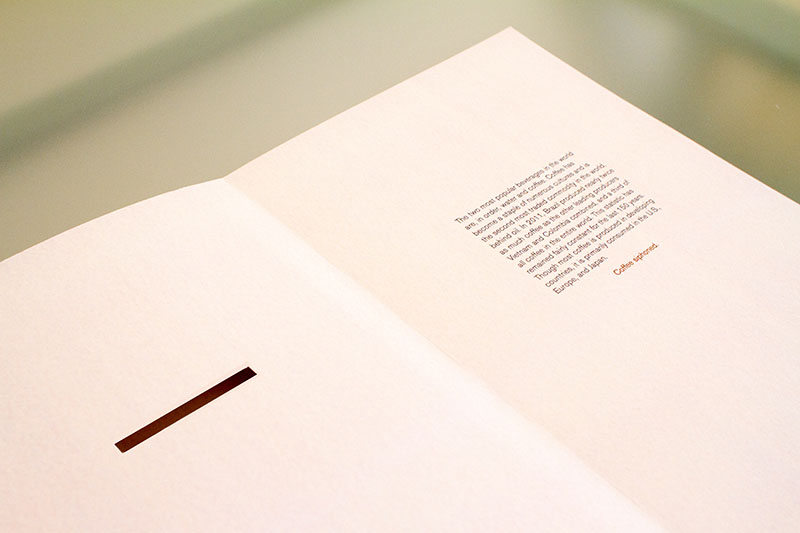 The two most popular beverages in the world
are, in order, water and coffee. Coffee has
become a staple of numerous cultures and is
the second most traded commodity in the world,
behind oil. In 2011, Brazil produced nearly twice
as much coffee as the other leading producers
Vietnam and Colombia combined, and a third of
all coffee in the entire world. This statistic has
remained fairly constant for the last 150 years.
Though most coffee is produced in developing
countries, it is primarily consumed in the U.S.,
Europe, and Japan.
Coffee siphoned.